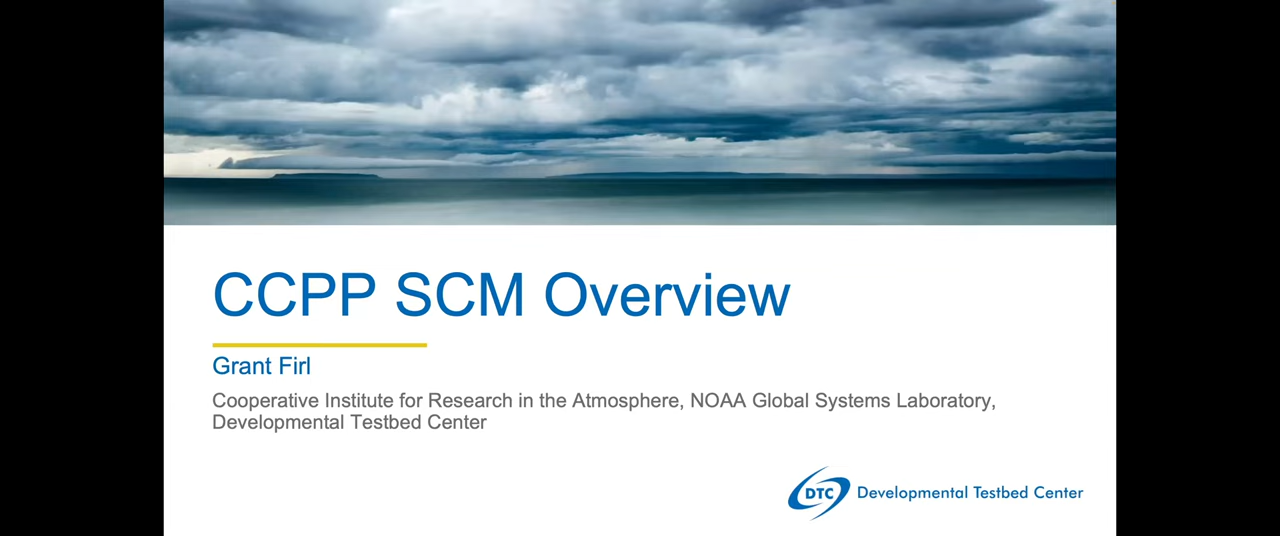 CCPP SCM Overview
Grant Firl
Cooperative Institute for Research in the Atmosphere, NOAA Global Systems Laboratory,
Developmental Testbed Center
DTC Developmental Testbed Center